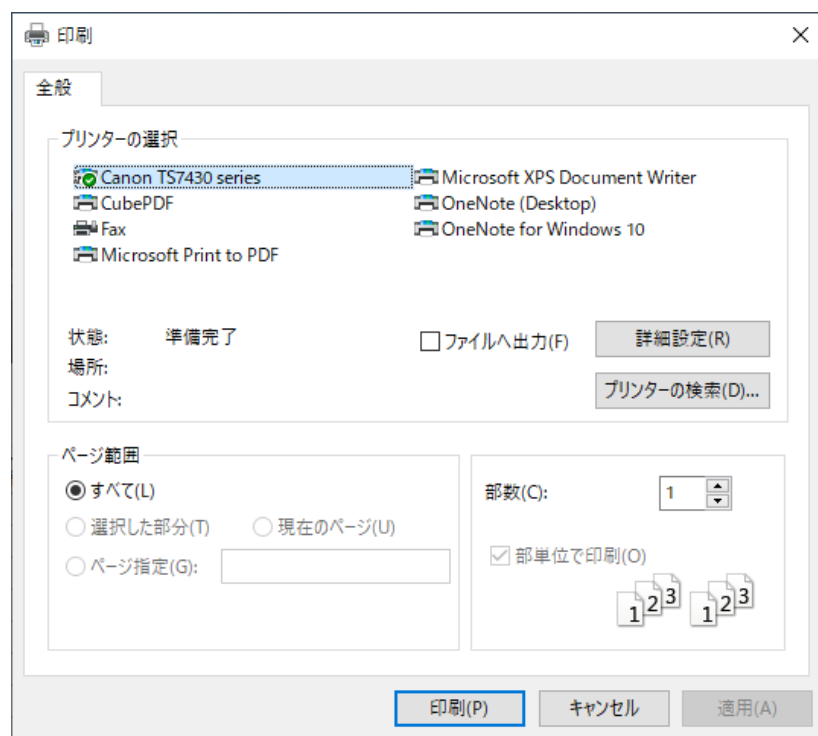 印刷
全般
プリンターの選択
Canon TS7430 series
CubePDF
Fax
Microsoft Print to PDF
Microsoft XPS Document Writer
OneNote (Desktop)
OneNote for Windows 10
状態: 準備完了
場所:
コメント:
ファイルへ出力(F)
詳細設定(R)
プリンターの検索(D)...
ページ範囲
すべて(L)
選択した部分(T) 現在のページ(U)
ページ指定(G):
部数(C): 1
部単位で印刷(O)
1 2 3 1 2 3
印刷(P) キャンセル 適用(A)